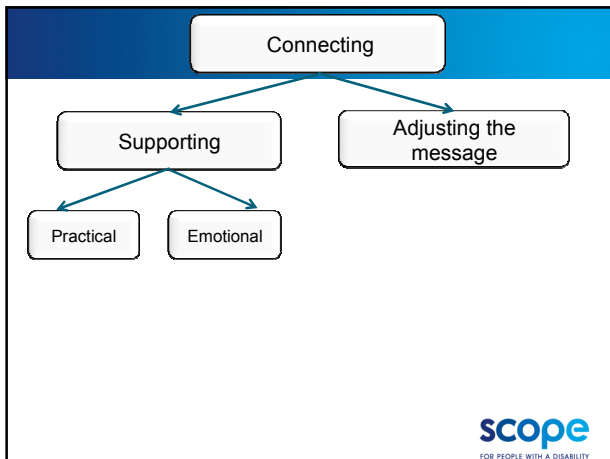 Connecting
Supporting
Adjusting the
message
Practical
Emotional
scope
FOR PEOPLE WITH A DISABILITY